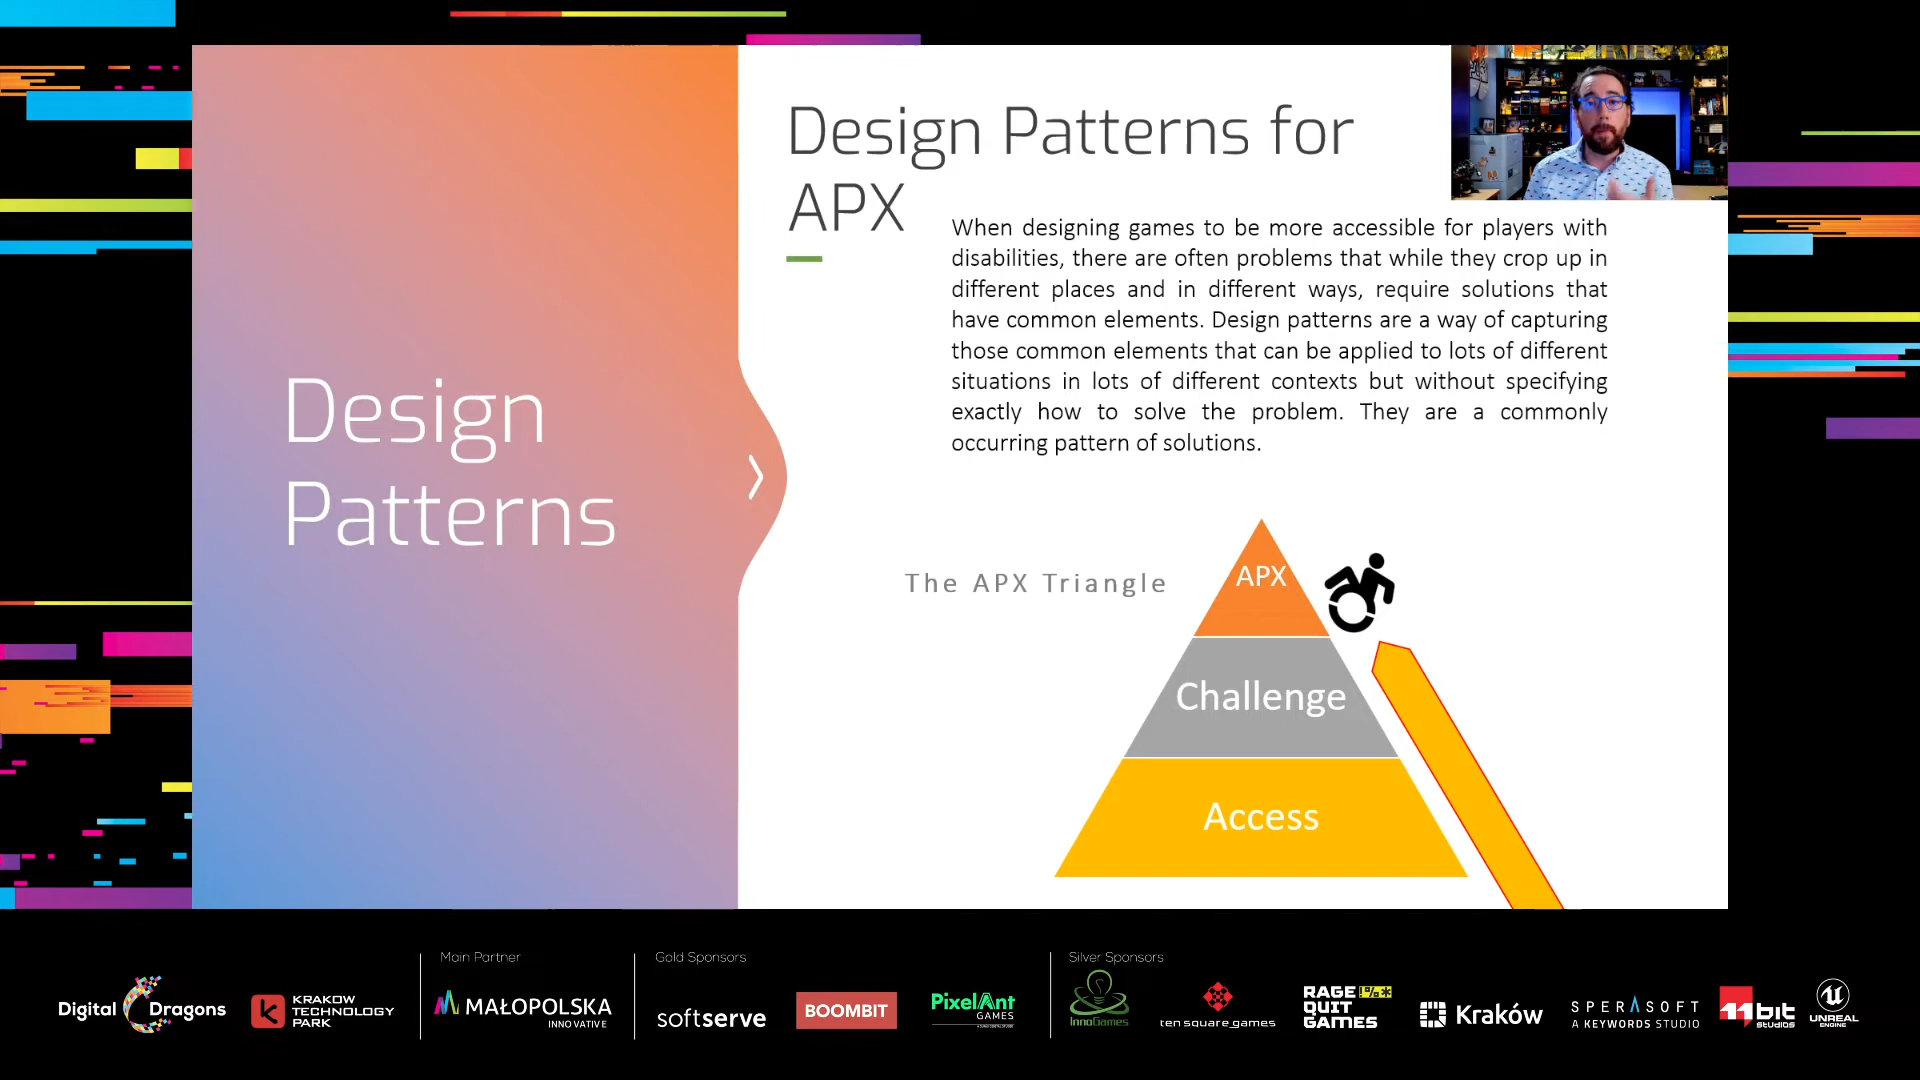 Design
Patterns
Design Patterns for
APX
When designing games to be more accessible for players with
disabilities, there are often problems that while they crop up in
different places and in different ways, require solutions that
have common elements. Design patterns are a way of capturing
those common elements that can be applied to lots of different
situations in lots of different contexts but without specifying
exactly how to solve the problem. They are a commonly
occurring pattern of solutions.
The APX Triangle
APX
Challenge
Access
Digital Dragons
KRAKOW
TECHNOLOGY
PARK
Main Partner
MAŁOPOLSKA
INNOVATIVE
Gold Sponsors
softserve
BOOMBIT
PixelAnt
GAMES
Silver Sponsors
InnoGames
ten square games
RAGE !%*
QUIT
GAMES
Kraków
SPERASOFT
A KEYWORDS STUDIO
11bit
STUDIOS
UNREAL
ENGINE